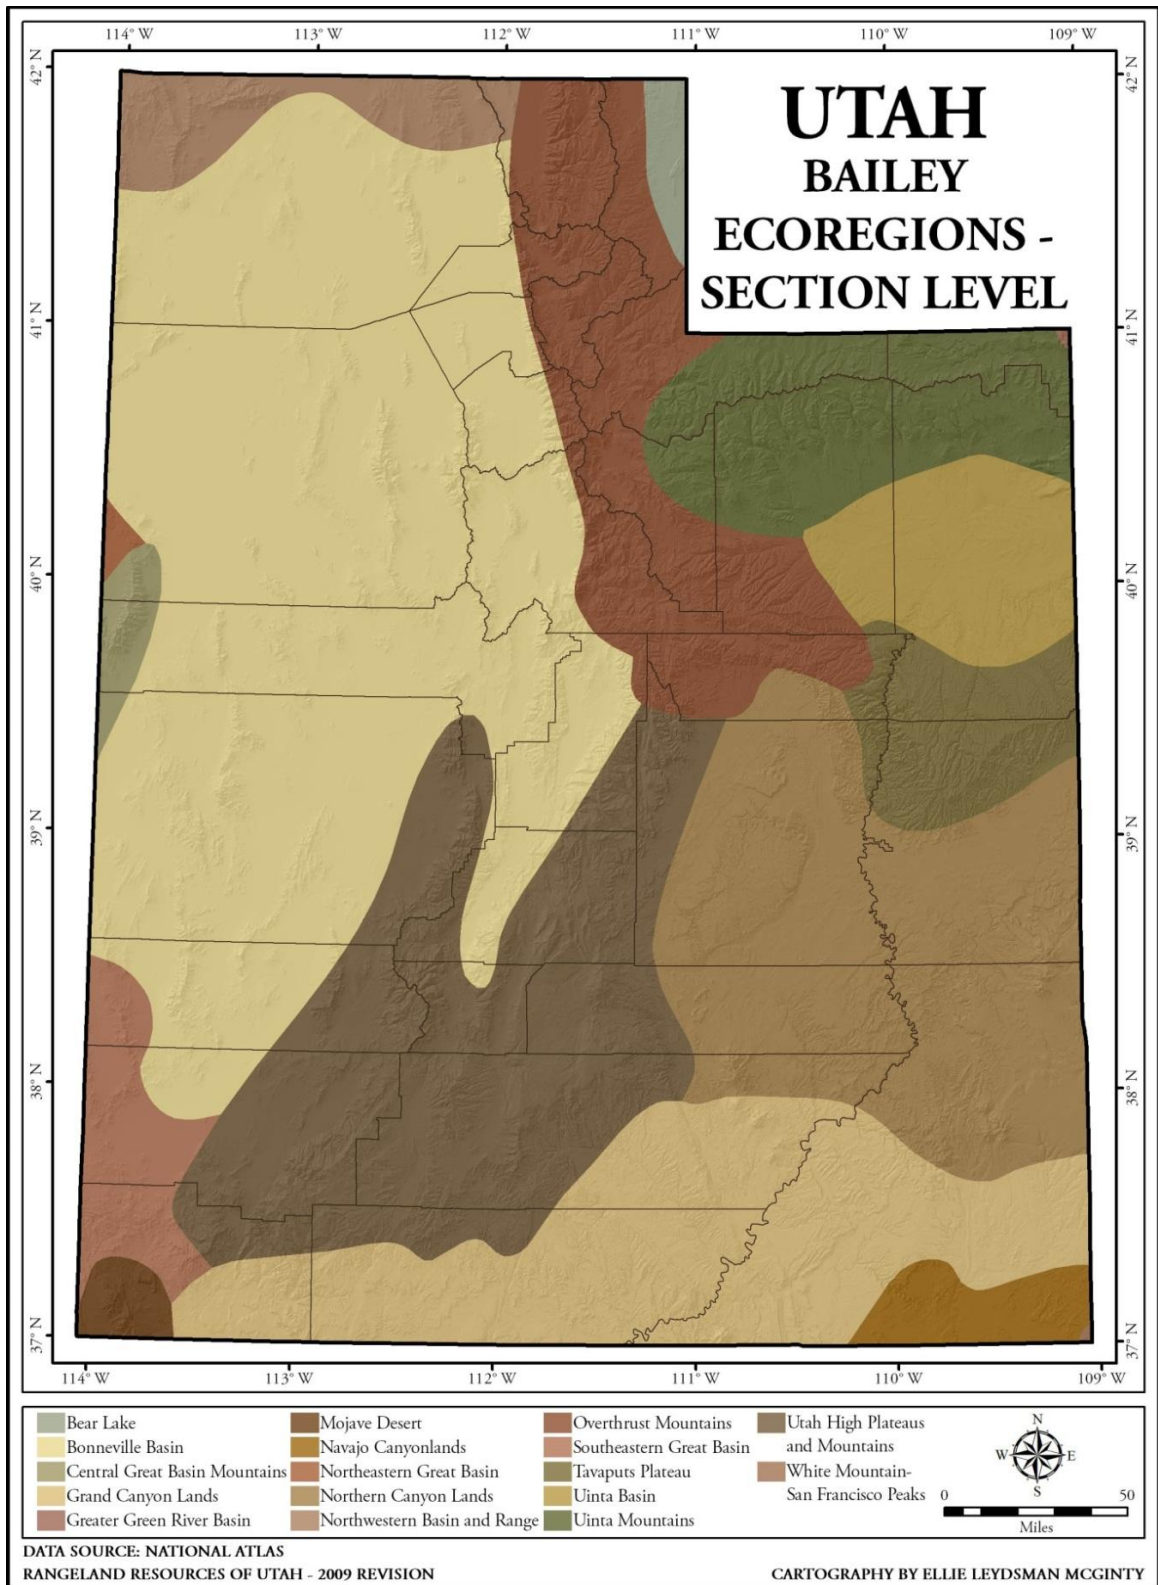 114° W 113° W 112° W 111° W 110° W 109° W
42° N 42° N
UTAH
BAILEY
ECOREGIONS -
SECTION LEVEL
41° N 41° N
40° N 40° N
39° N 39° N
38° N 38° N
37° N 37° N
114° W 113° W 112° W 111° W 110° W 109° W
Bear Lake
Bonneville Basin
Central Great Basin Mountains
Grand Canyon Lands
Greater Green River Basin
Mojave Desert
Navajo Canyonlands
Northeastern Great Basin
Northern Canyon Lands
Northwestern Basin and Range
Overthrust Mountains
Southeastern Great Basin
Tavaputs Plateau
Uinta Basin
Uinta Mountains
Utah High Plateaus
and Mountains
White Mountain-
San Francisco Peaks
N
W E
S
0 50
Miles
DATA SOURCE: NATIONAL ATLAS
RANGELAND RESOURCES OF UTAH - 2009 REVISION
CARTOGRAPHY BY ELLIE LEYDSMAN MCGINTY